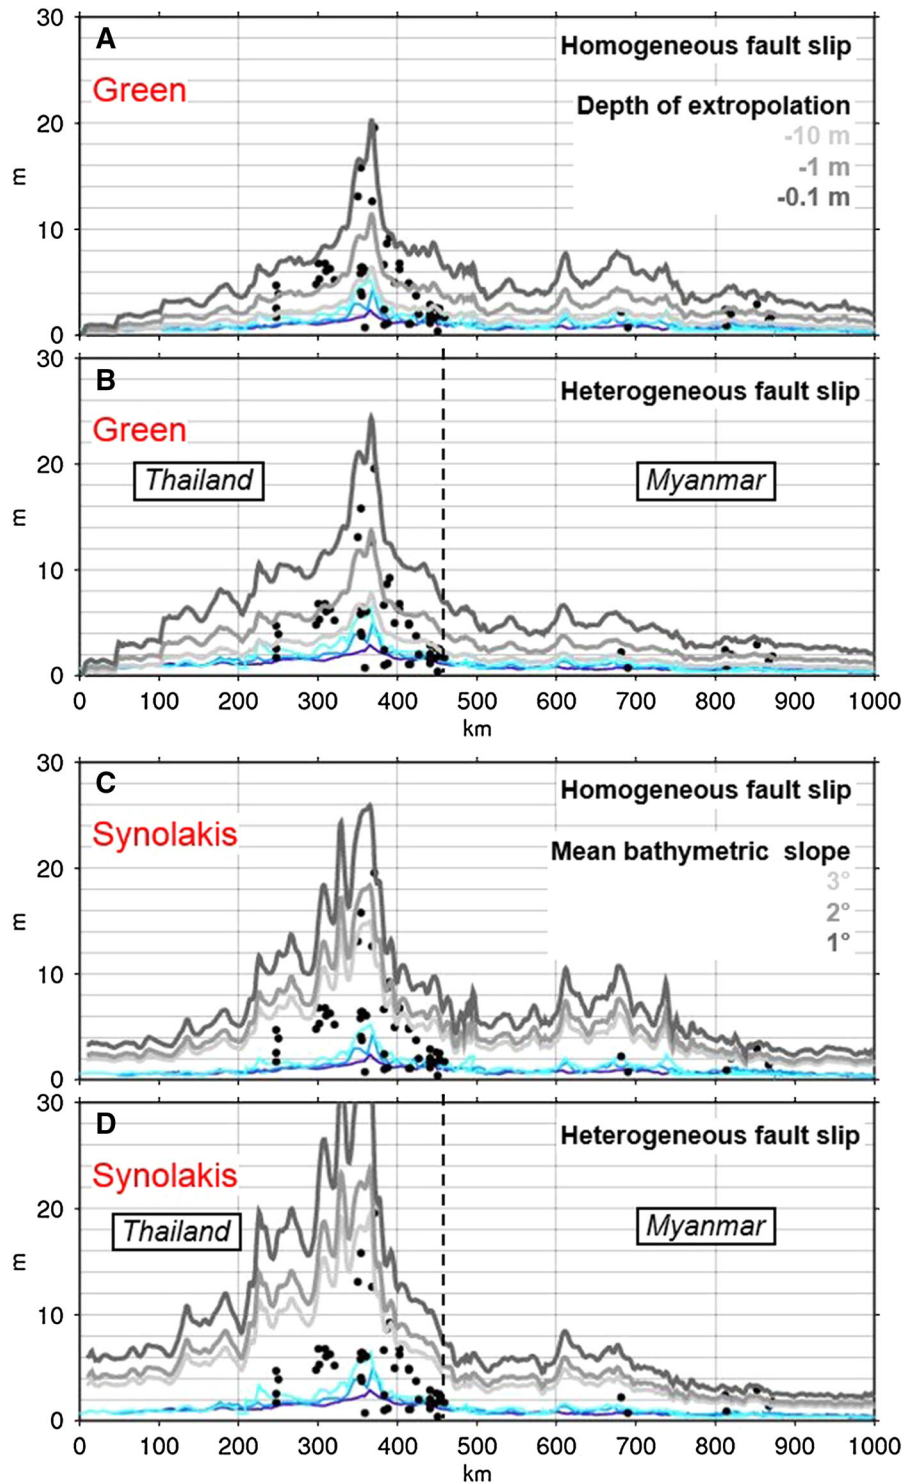 30
A
Homogeneous fault slip
Green
Depth of extropolation
-10 m
20
-1 m
m
-0.1 m
10
0
30
B
Heterogeneous fault slip
Green
20
Thailand
Myanmar
m
10
0
0 100 200 300 400 500 600 700 800 900 1000
km
30
C
Homogeneous fault slip
Synolakis
Mean bathymetric slope
20
3°
2°
m
1°
10
0
30
D
Heterogeneous fault slip
Synolakis
20
Thailand
Myanmar
m
10
0
0 100 200 300 400 500 600 700 800 900 1000
km